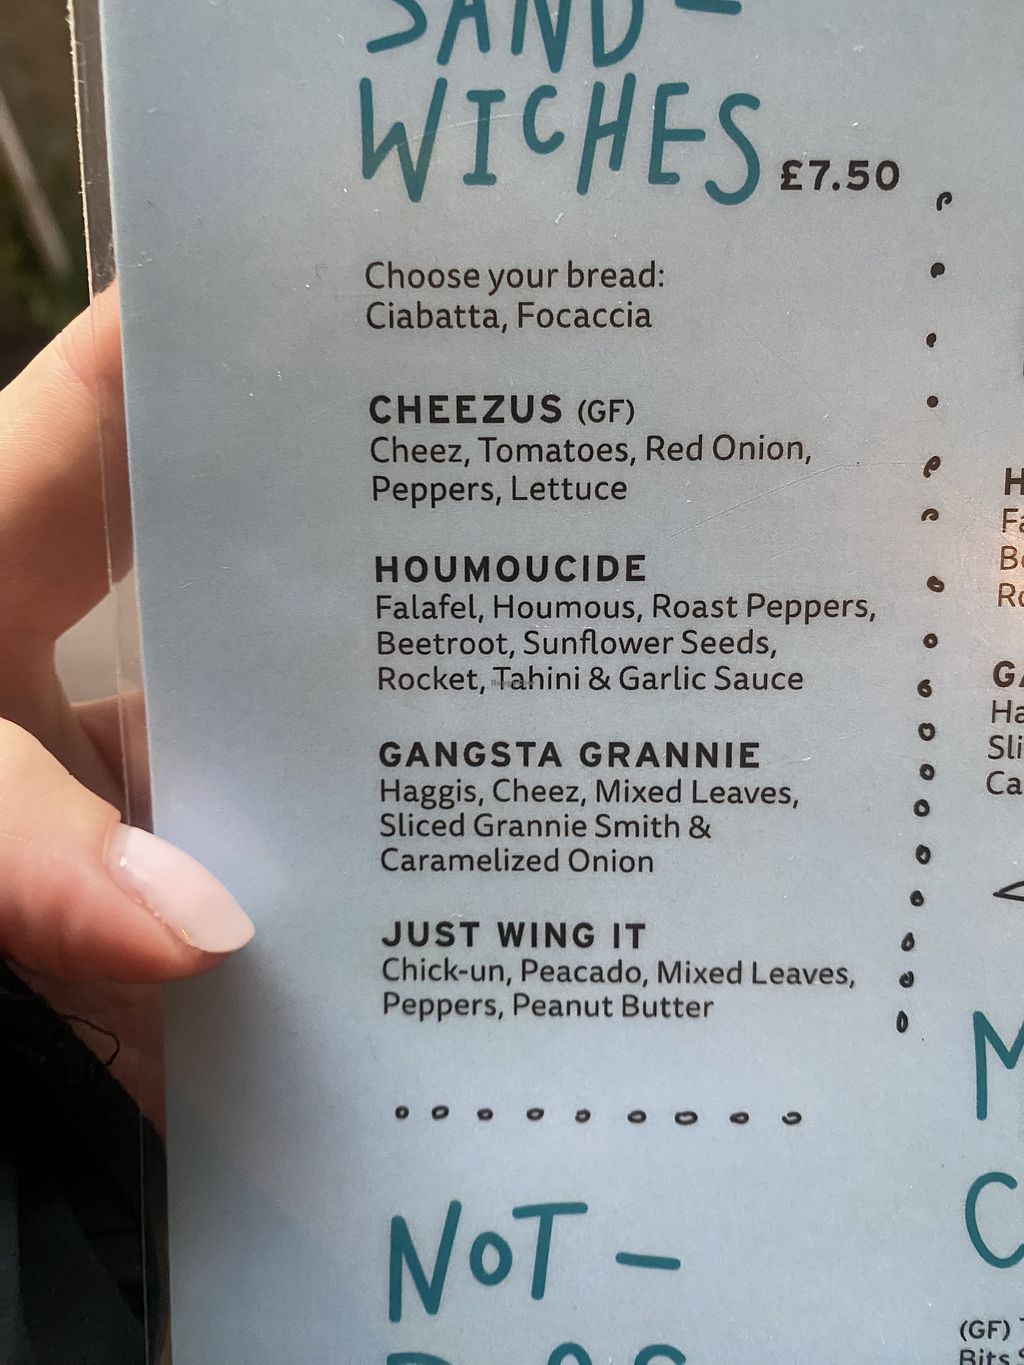 SAND-
WICHES £7.50
Choose your bread:
Ciabatta, Focaccia
CHEEZUS (GF)
Cheez, Tomatoes, Red Onion,
Peppers, Lettuce
HOUMOUCIDE
Falafel, Houmous, Roast Peppers,
Beetroot, Sunflower Seeds,
Rocket, Tahini & Garlic Sauce
GANGSTA GRANNIE
Haggis, Cheez, Mixed Leaves,
Sliced Grannie Smith &
Caramelized Onion
JUST WING IT
Chick-un, Peacado, Mixed Leaves,
Peppers, Peanut Butter
NOT-
(GF)
Bits